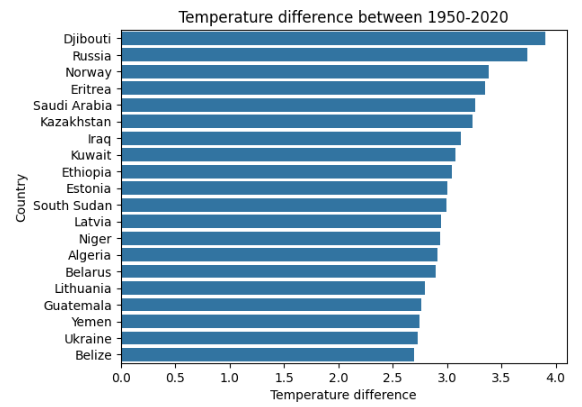 Temperature difference between 1950-2020
Djibouti
Russia
Norway
Eritrea
Saudi Arabia
Kazakhstan
Iraq
Kuwait
Ethiopia
Estonia
South Sudan
Latvia
Niger
Algeria
Belarus
Lithuania
Guatemala
Yemen
Ukraine
Belize
Country
0.0 0.5 1.0 1.5 2.0 2.5 3.0 3.5 4.0
Temperature difference